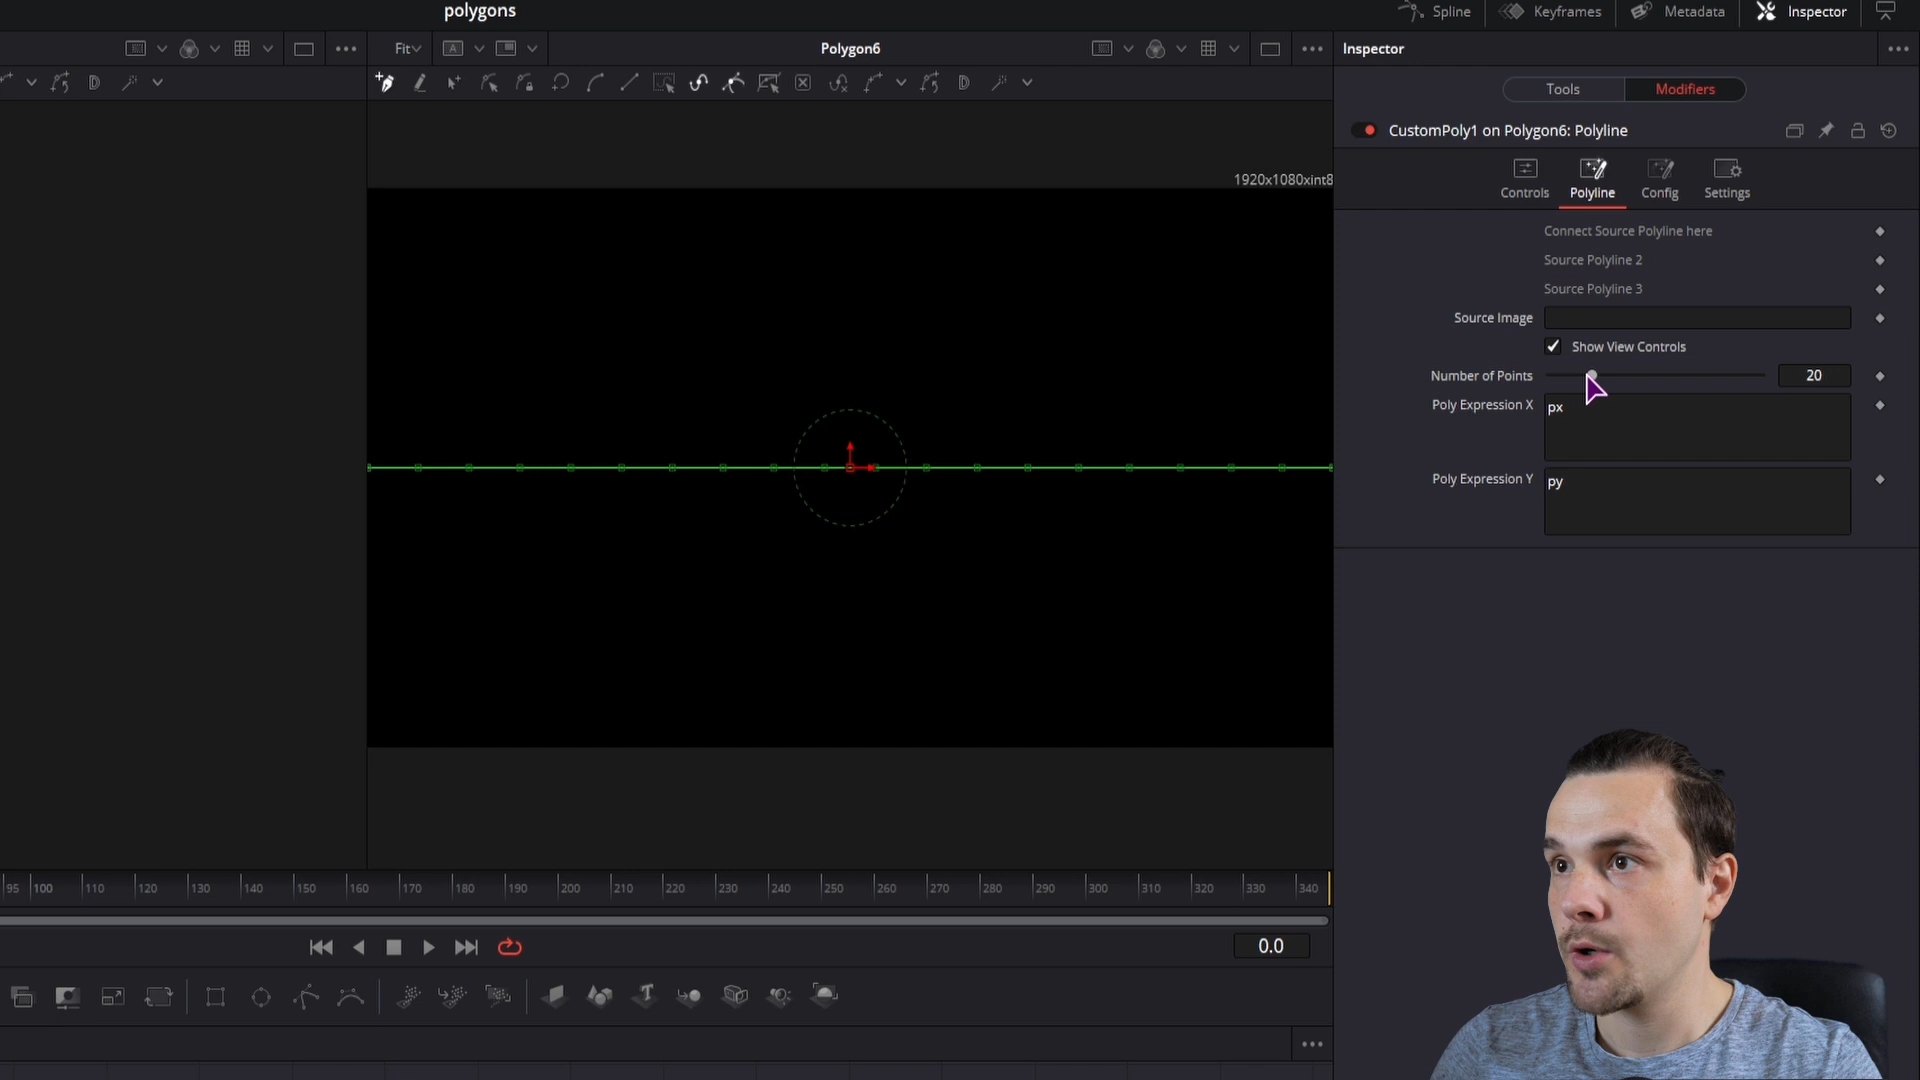 polygons
Spline
Keyframes
Metadata
Inspector
Fit
A
Polygon6
Inspector
D
D
Tools
Modifiers
CustomPoly1 on Polygon6: Polyline
1920x1080xint8
Controls
Polyline
Config
Settings
Connect Source Polyline here
Source Polyline 2
Source Polyline 3
Source Image
Show View Controls
Number of Points
20
Poly Expression X
px
Poly Expression Y
py
95 100 110 120 130 140 150 160 170 180 190 200 210 220 230 240 250 260 270 280 290 300 310 320 330 340
0.0
T